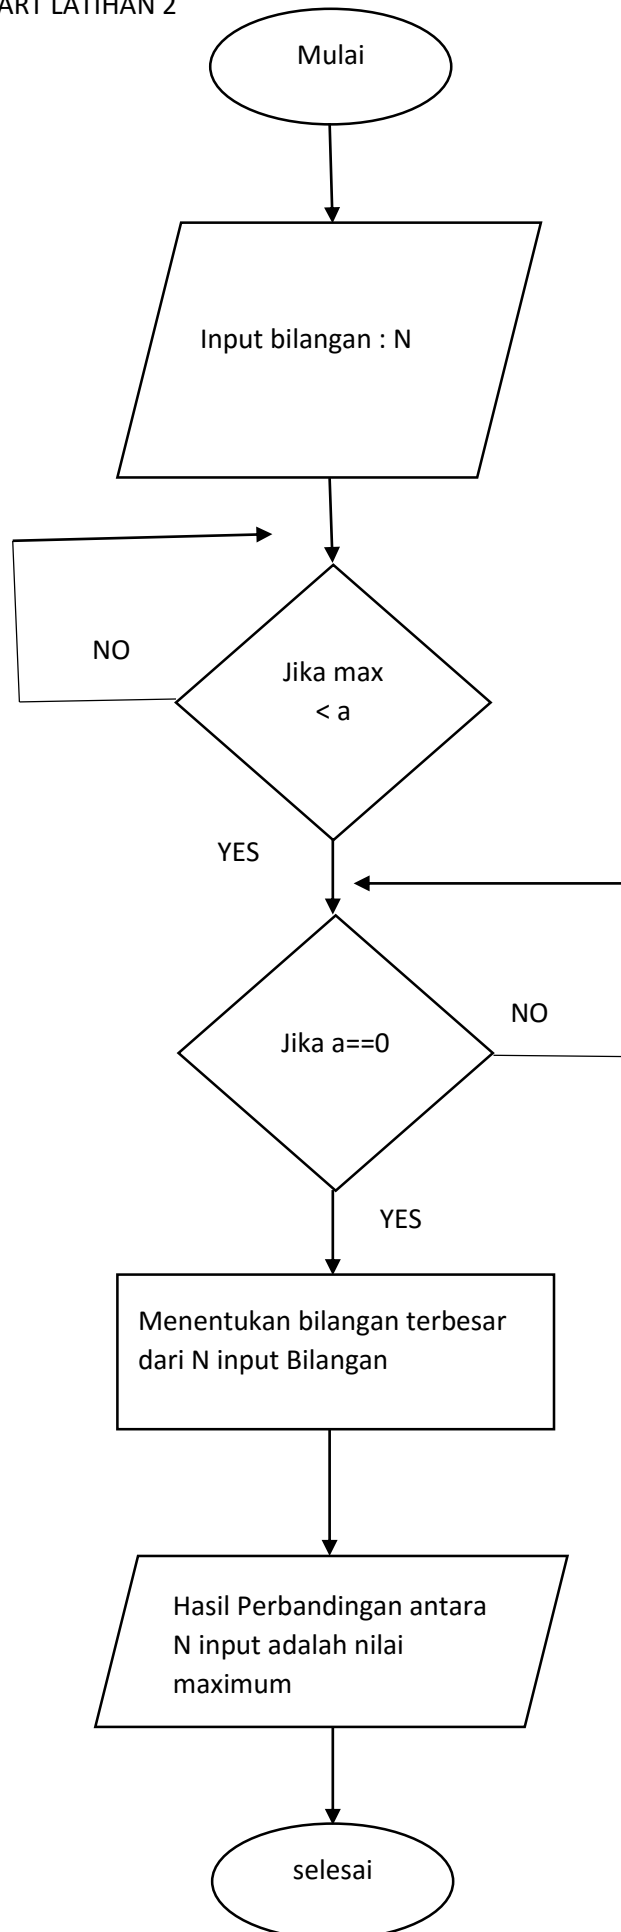 ART LATIHAN 2
Mulai
Input bilangan : N
NO
Jika max
< a
YES
NO
Jika a==0
YES
Menentukan bilangan terbesar
dari N input Bilangan
Hasil Perbandingan antara
N input adalah nilai
maximum
selesai